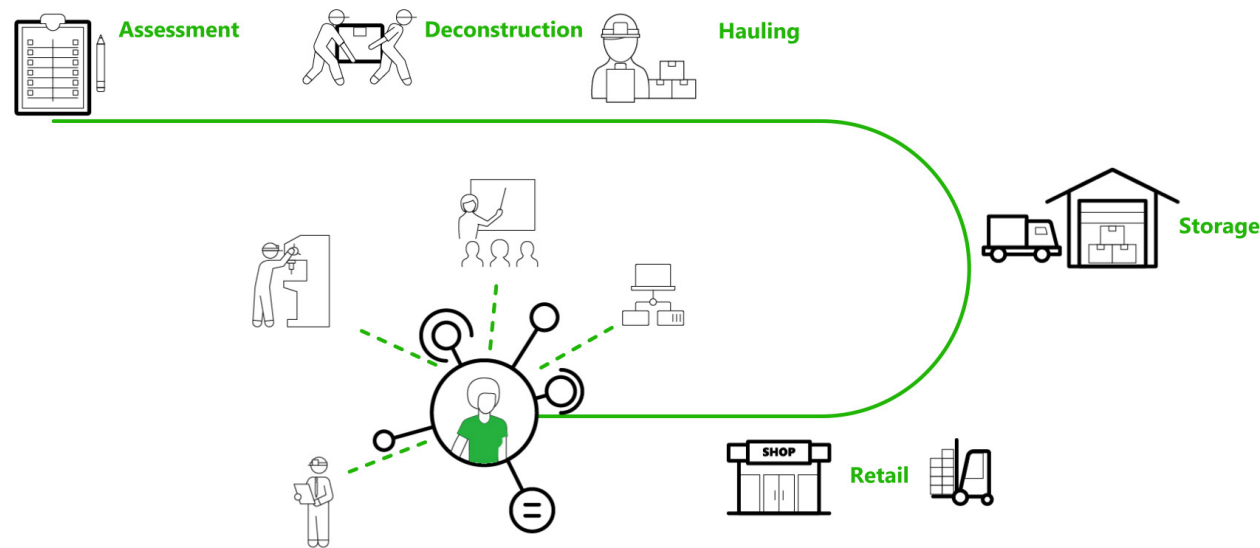 Assessment
Deconstruction
Hauling
Storage
SHOP
Retail